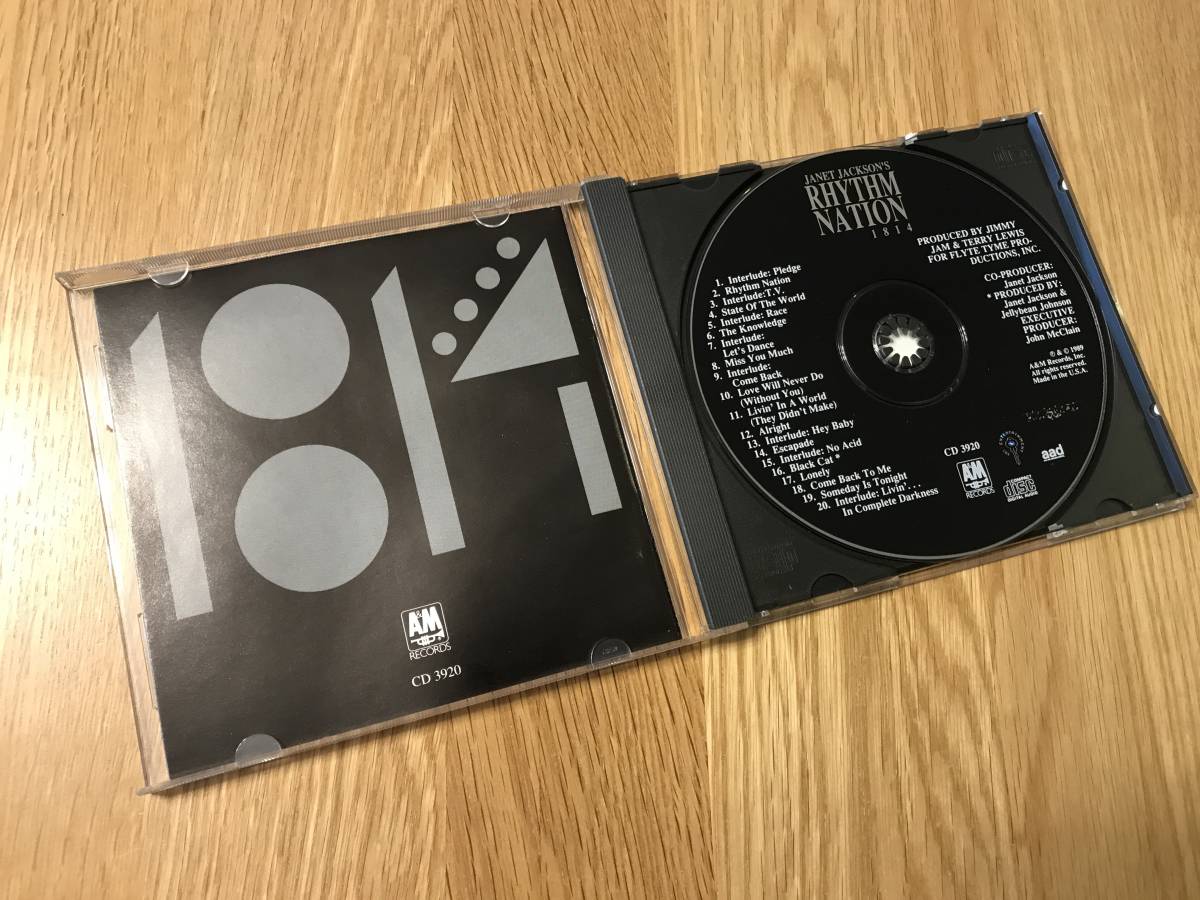 1814
A&M
RECORDS
CD 3920
JANET JACKSON'S
RHYTHM
NATION
1814
PRODUCED BY JIMMY
JAM & TERRY LEWIS
FOR FLYTE TYME PRO-
DUCTIONS, INC.
CO-PRODUCER:
Janet Jackson
* PRODUCED BY:
Janet Jackson &
Jellybean Johnson
EXECUTIVE
PRODUCER:
John McClain
℗ & © 1989
A&M Records, Inc.
All rights reserved.
Made in the U.S.A.
1. Interlude: Pledge
2. Rhythm Nation
3. Interlude:T.V.
4. State Of The World
5. Interlude: Race
6. The Knowledge
7. Interlude:
Let's Dance
8. Miss You Much
9. Interlude:
Come Back
10. Love Will Never Do
(Without You)
11. Livin' In A World
(They Didn't Make)
12. Alright
13. Interlude: Hey Baby
14. Escapade
15. Interlude: No Acid
16. Black Cat *
17. Lonely
18. Come Back To Me
19. Someday Is Tonight
20. Interlude: Livin'...
In Complete Darkness
CD 3920
A&M
RECORDS
COMPACT
disc
DIGITAL AUDIO
aad